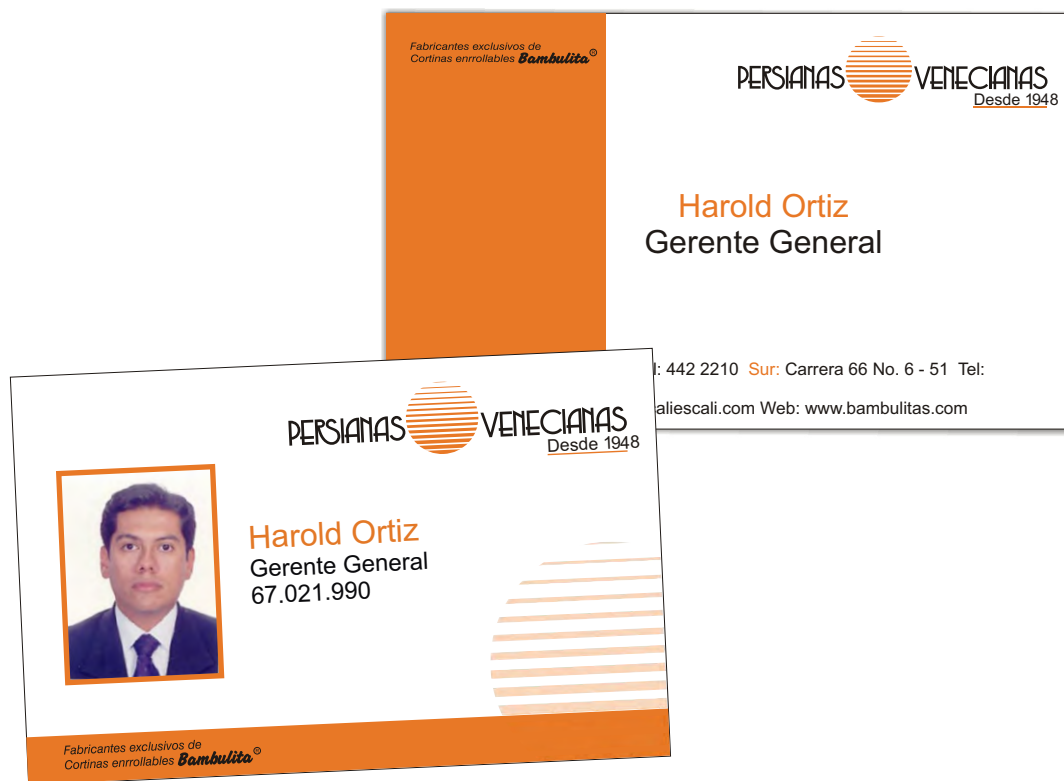 Fabricantes exclusivos de
Cortinas enrrollables Bambulita®
PERSIANAS VENECIANAS
Desde 1948
Harold Ortiz
Gerente General
: 442 2210 Sur: Carrera 66 No. 6 - 51 Tel:
aliescali.com Web: www.bambulitas.com
PERSIANAS VENECIANAS
Desde 1948
Harold Ortiz
Gerente General
67.021.990
Fabricantes exclusivos de
Cortinas enrrollables Bambulita®